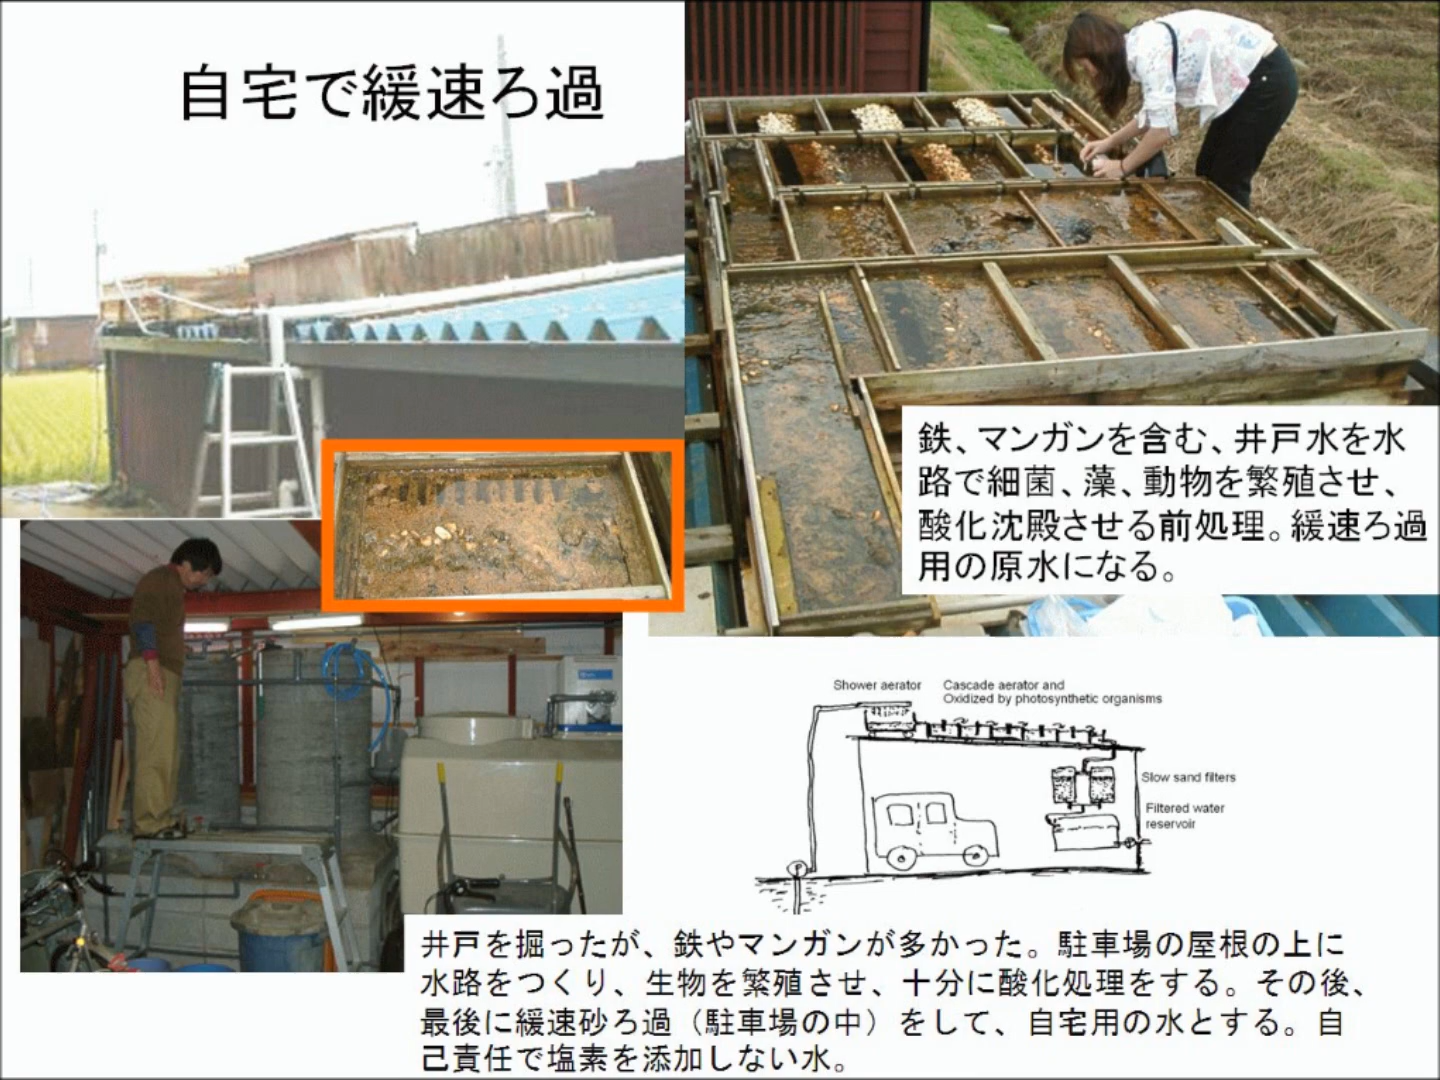 自宅で緩速ろ過
鉄、マンガンを含む、井戸水を水
路で細菌、藻、動物を繁殖させ、
酸化沈殿させる前処理。緩速ろ過
用の原水になる。
Shower aerator
Cascade aerator and
Oxidized by photosynthetic organisms
Slow sand filters
Filtered water
reservoir
井戸を掘ったが、鉄やマンガンが多かった。駐車場の屋根の上に
水路をつくり、生物を繁殖させ、十分に酸化処理をする。その後、
最後に緩速砂ろ過（駐車場の中）をして、自宅用の水とする。自
己責任で塩素を添加しない水。